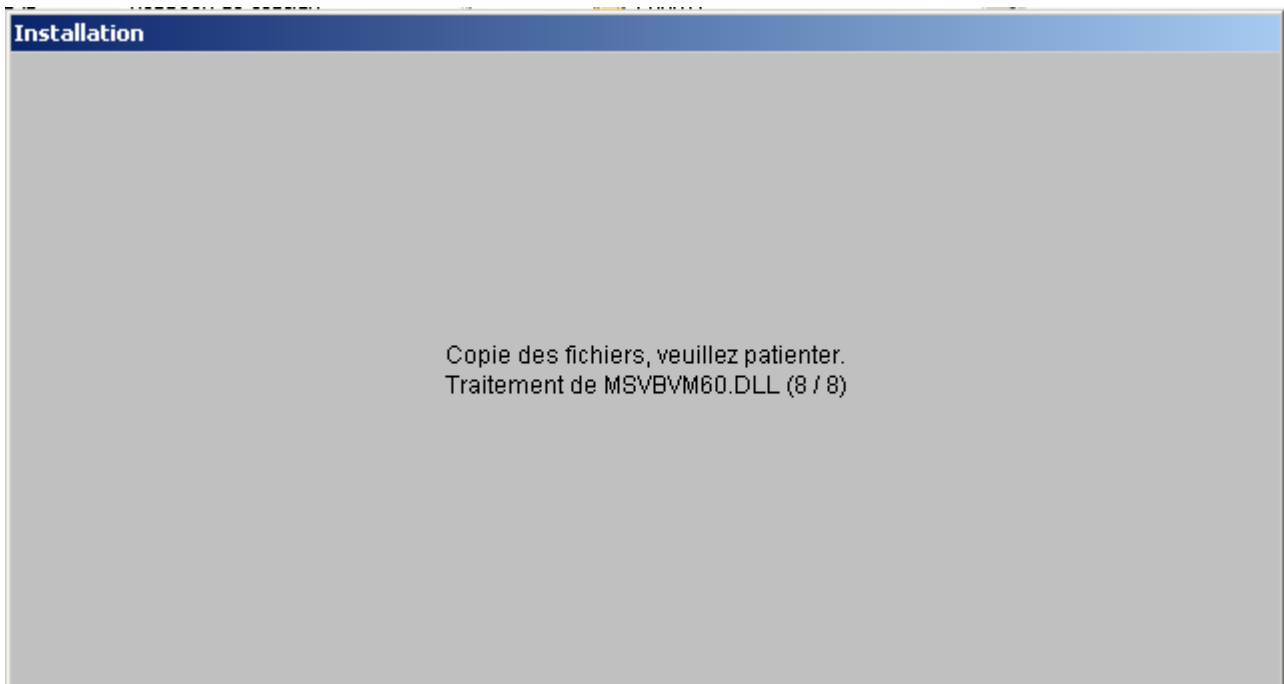 Installation
Copie des fichiers, veuillez patienter.
Traitement de MSVBVM60.DLL (8 / 8)